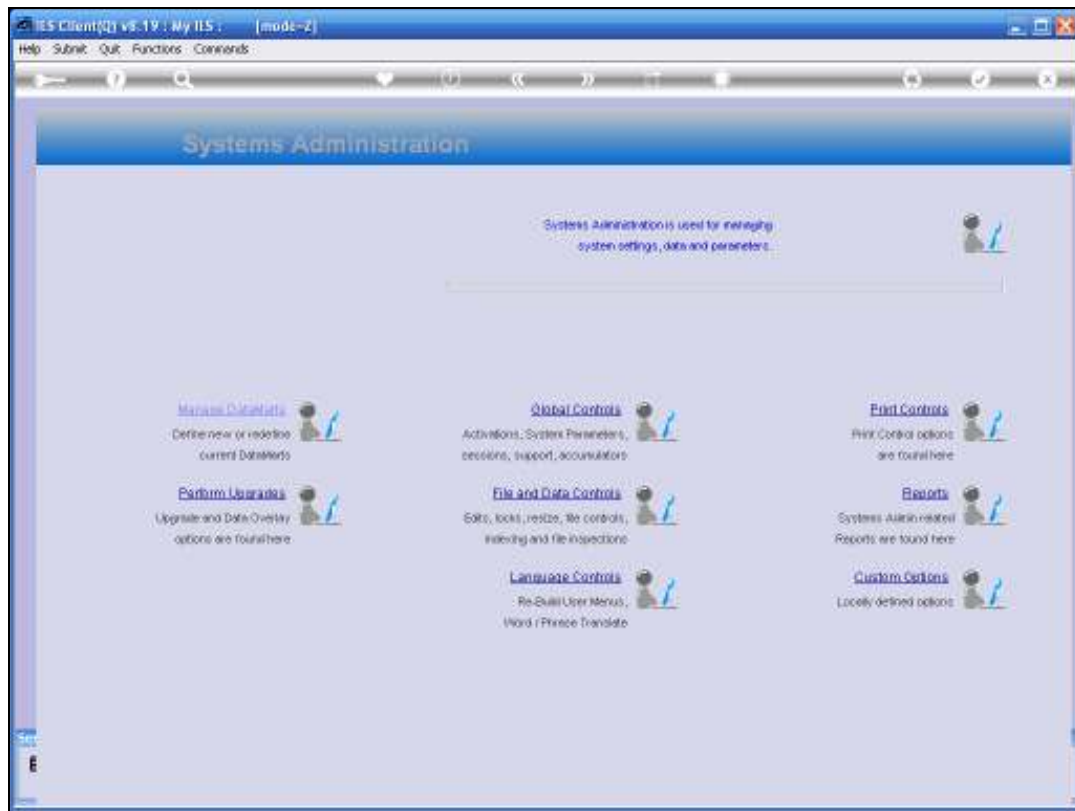 IES Client(Q) v8.19 : My IES : [mode=Z]
Help Submit Quit Functions Commands
Systems Administration
Systems Administration is used for managing
system settings, data and parameters.
Manage DataMarts
Define new or redefine
current DataMarts
Global Controls
Activations, System Parameters,
sessions, support, accumulators
Print Controls
Print Control options
are found here
Perform Upgrades
Upgrade and Data Overlay
options are found here
File and Data Controls
Edits, locks, resize, file controls,
indexing and file inspections
Reports
Systems Admin related
Reports are found here
Language Controls
Re-Build User Menus,
Word / Phrase Translate
Custom Options
Locally defined options